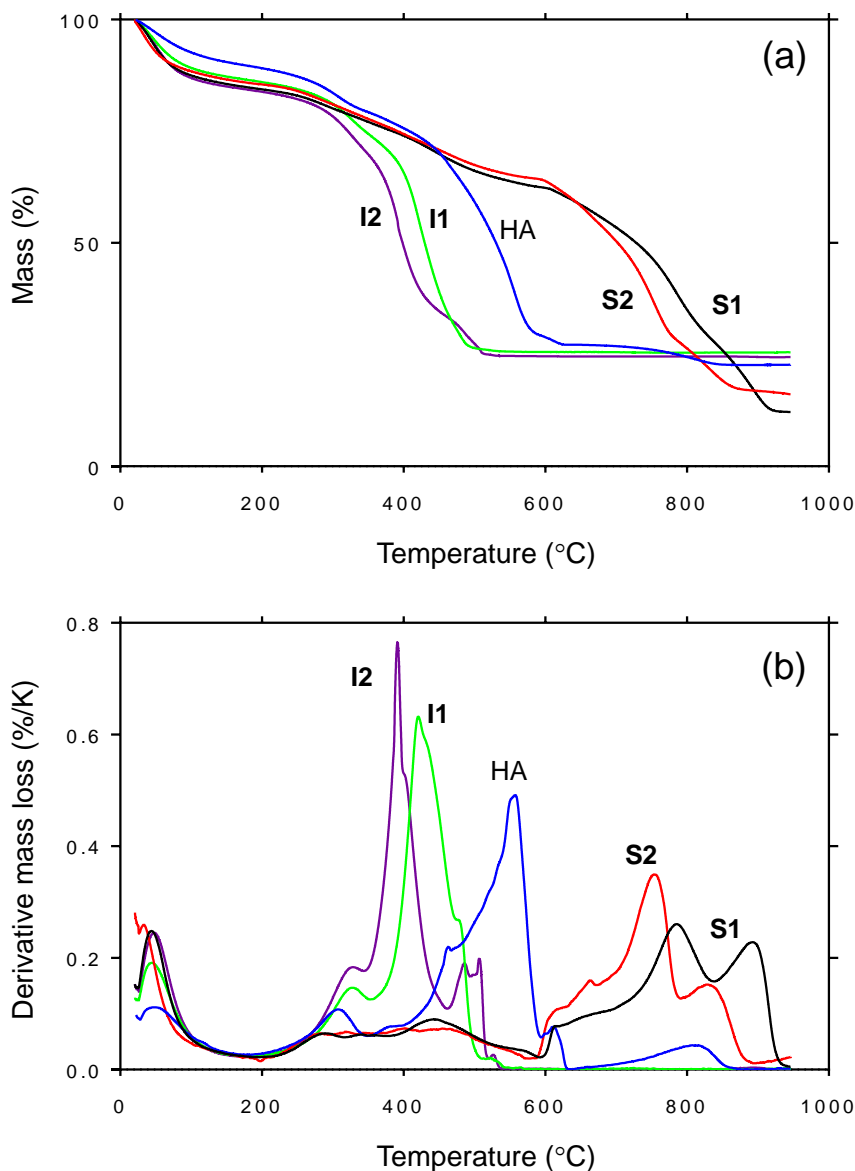 100
(a)
Mass (%)
I2
I1
HA
50
S2
S1
0
0 200 400 600 800 1000
Temperature (°C)
0.8
(b)
I2
I1
Derivative mass loss (%/K)
0.6
HA
0.4
S2
S1
0.2
0.0
0 200 400 600 800 1000
Temperature (°C)